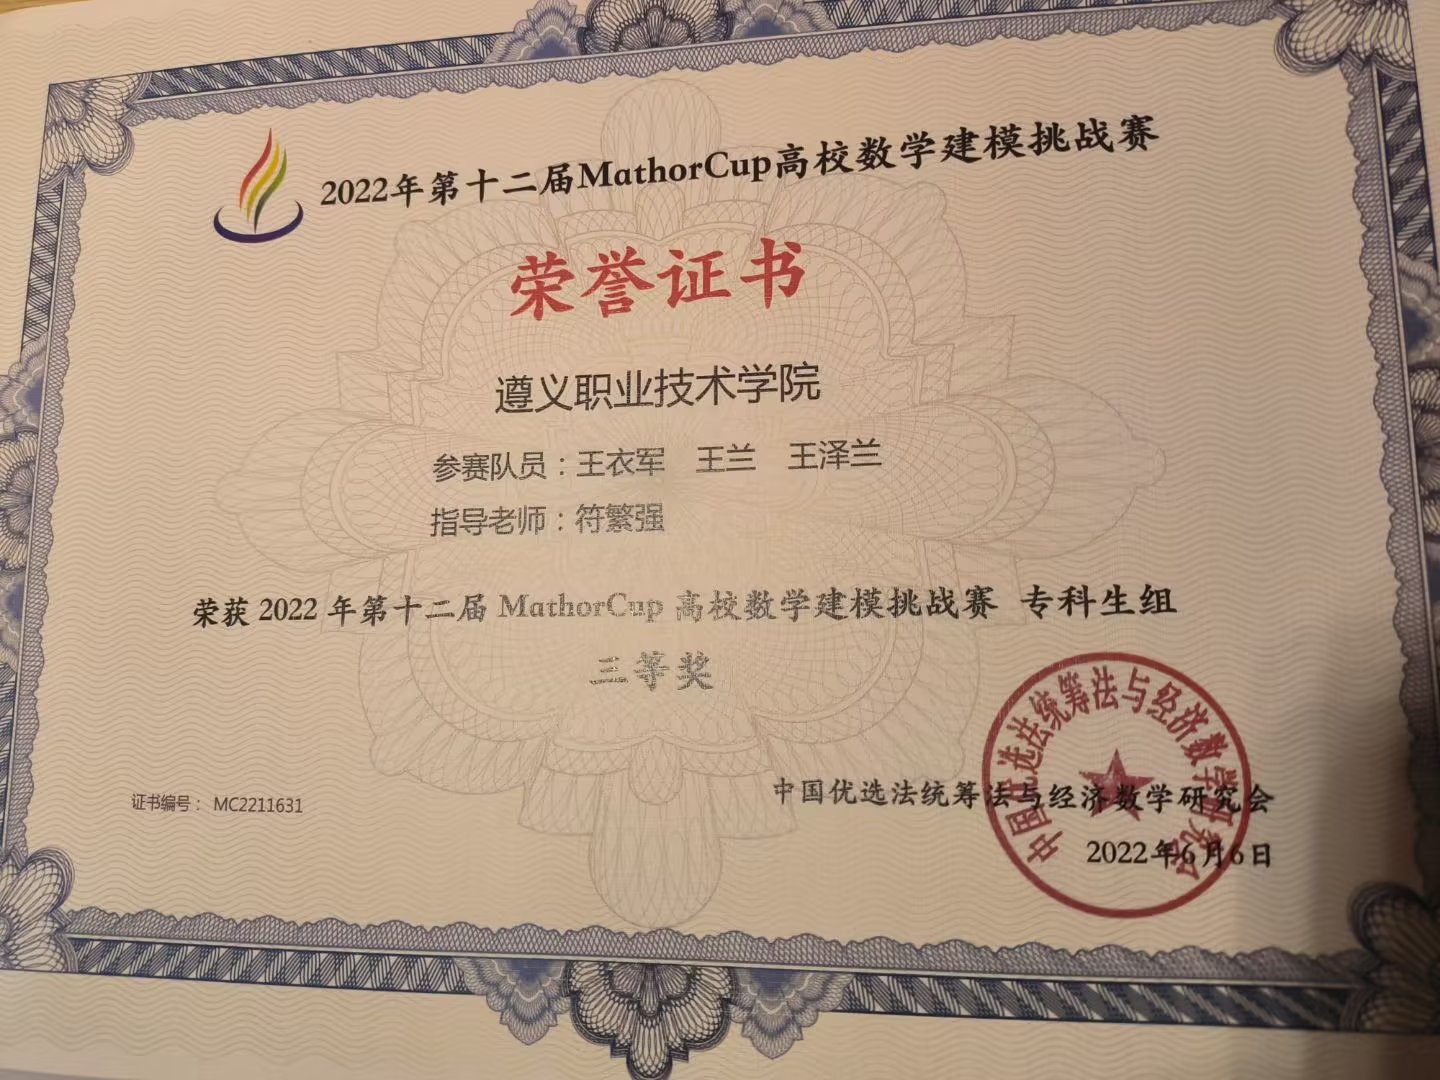 2022年第十二届MathorCup高校数学建模挑战赛
荣誉证书
遵义职业技术学院
参赛队员：王衣军 王兰 王泽兰
指导老师：符繁强
荣获 2022 年第十二届 MathorCup 高校数学建模挑战赛 专科生组
三等奖
中国优选法统筹法与经济数学研究会
证书编号： MC2211631
中国优选法统筹法与经济数学研究会
2022年6月6日